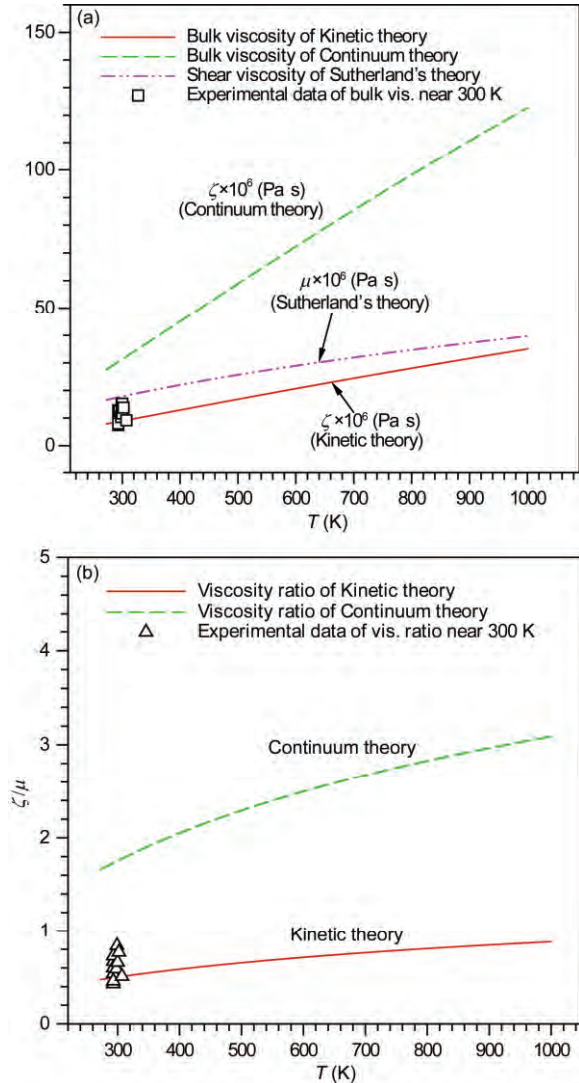 (a)
Bulk viscosity of Kinetic theory
Bulk viscosity of Continuum theory
Shear viscosity of Sutherland's theory
Experimental data of bulk vis. near 300 K
150
100
50
0
ζ×10⁶ (Pa s)
(Continuum theory)
μ×10⁶ (Pa s)
(Sutherland's theory)
ζ×10⁶ (Pa s)
(Kinetic theory)
300 400 500 600 700 800 900 1000
T (K)
(b)
Viscosity ratio of Kinetic theory
Viscosity ratio of Continuum theory
Experimental data of vis. ratio near 300 K
5
4
3
2
1
0
ζ/μ
Continuum theory
Kinetic theory
300 400 500 600 700 800 900 1000
T (K)